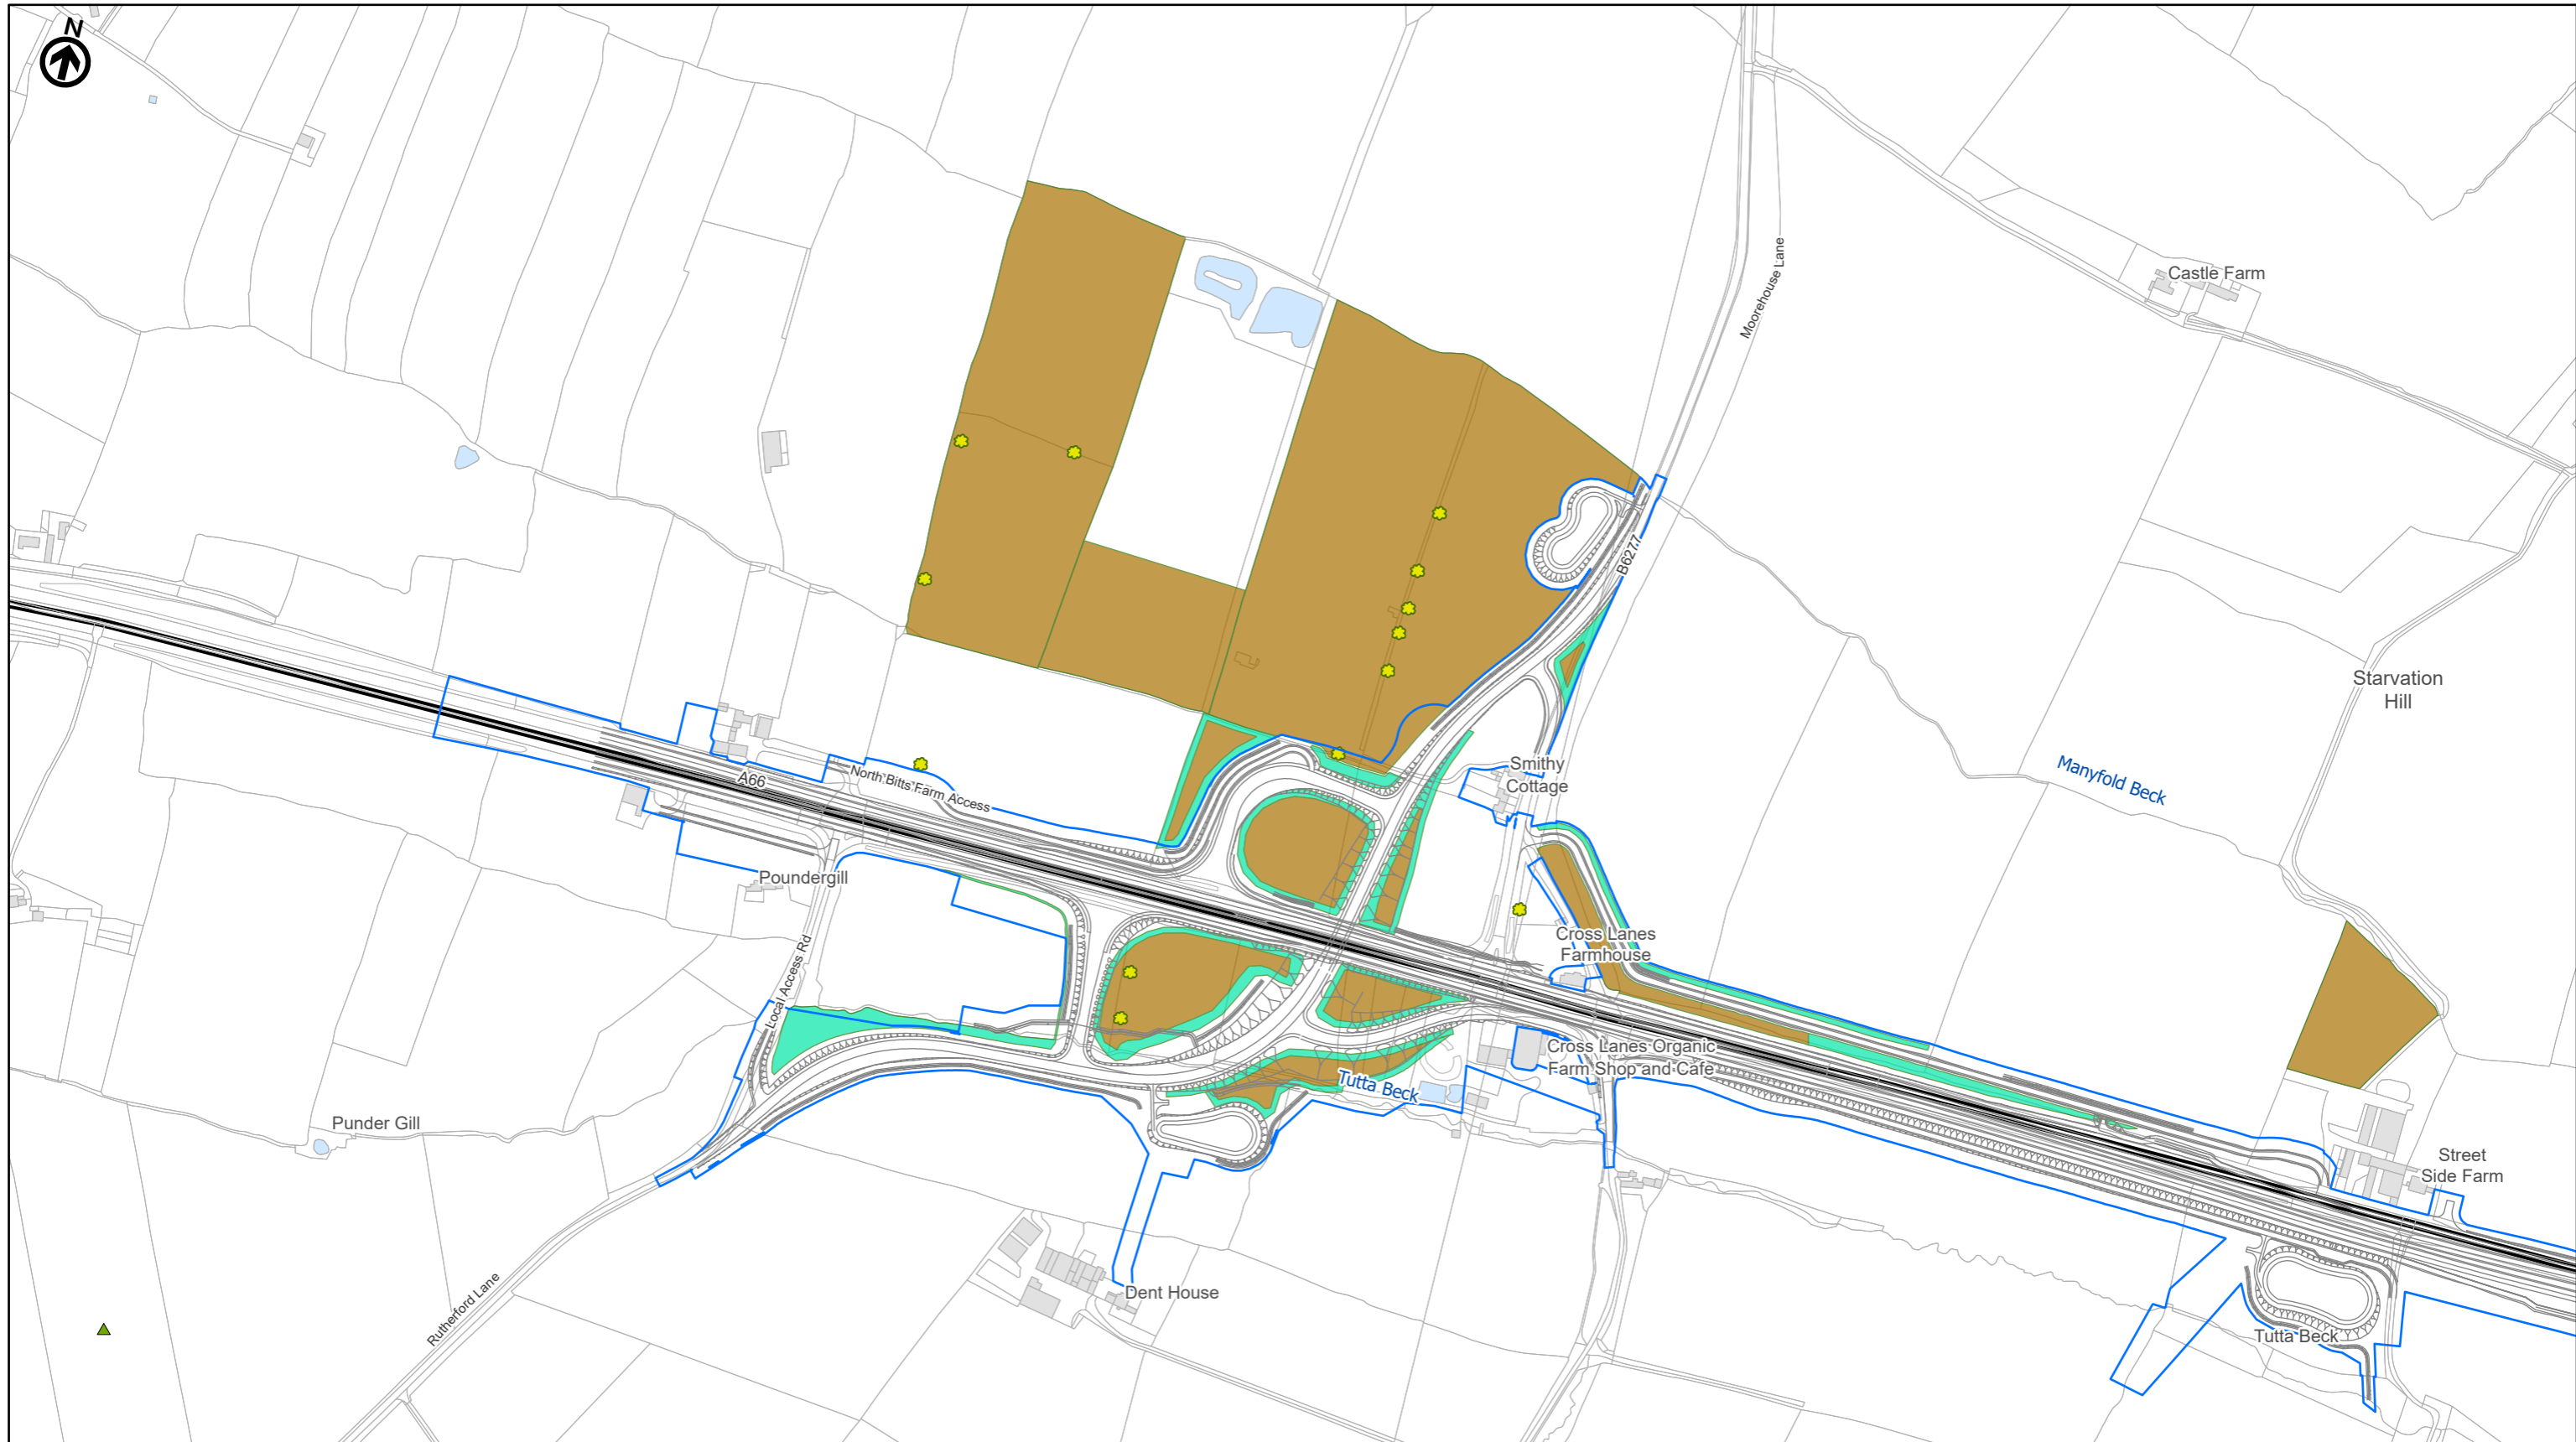 N
Castle Farm
Moorehouse Lane
B6277
Starvation
Hill
Manyfold Beck
Smithy
Cottage
A66
North Bitts Farm Access
Poundergill
Local Access Rd
Cross Lanes
Farmhouse
Cross Lanes Organic
Farm Shop and Cafe
Tutta Beck
Punder Gill
Street
Side Farm
Dent House
Rutherford Lane
Tutta Beck